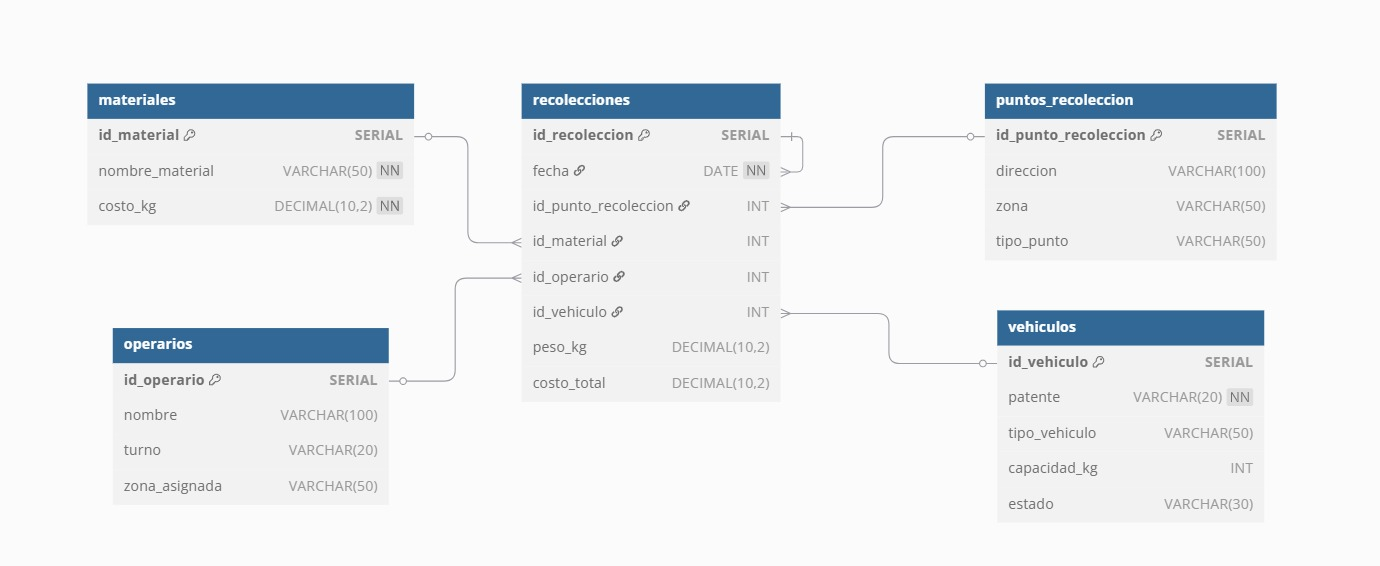 materiales
id_material SERIAL
nombre_material VARCHAR(50) NN
costo_kg DECIMAL(10,2) NN
recolecciones
id_recoleccion SERIAL
fecha DATE NN
id_punto_recoleccion INT
id_material INT
id_operario INT
id_vehiculo INT
peso_kg DECIMAL(10,2)
costo_total DECIMAL(10,2)
puntos_recoleccion
id_punto_recoleccion SERIAL
direccion VARCHAR(100)
zona VARCHAR(50)
tipo_punto VARCHAR(50)
operarios
id_operario SERIAL
nombre VARCHAR(100)
turno VARCHAR(20)
zona_asignada VARCHAR(50)
vehiculos
id_vehiculo SERIAL
patente VARCHAR(20) NN
tipo_vehiculo VARCHAR(50)
capacidad_kg INT
estado VARCHAR(30)